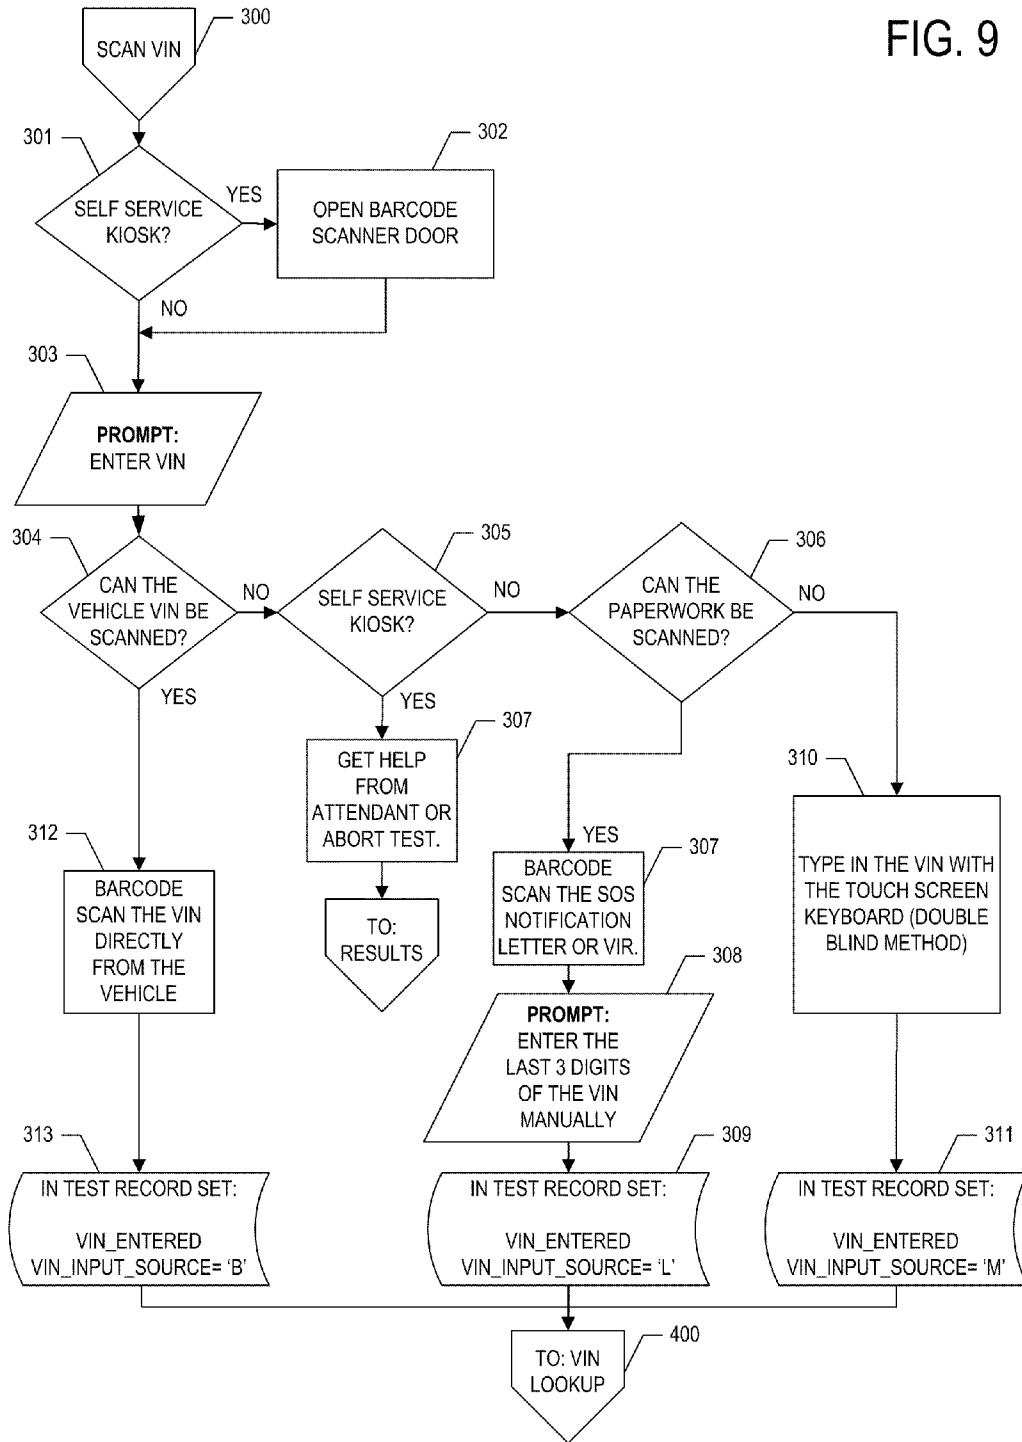 FIG. 9
300
SCAN VIN
301
302
SELF SERVICE
KIOSK?
YES
OPEN BARCODE
SCANNER DOOR
NO
303
PROMPT:
ENTER VIN
304
305
306
CAN THE
VEHICLE VIN BE
SCANNED?
NO
SELF SERVICE
KIOSK?
NO
CAN THE
PAPERWORK BE
SCANNED?
NO
YES
YES
307
GET HELP
FROM
ATTENDANT OR
ABORT TEST.
310
312
YES
307
BARCODE
SCAN THE VIN
DIRECTLY
FROM THE
VEHICLE
TO:
RESULTS
BARCODE
SCAN THE SOS
NOTIFICATION
LETTER OR VIR.
TYPE IN THE VIN WITH
THE TOUCH SCREEN
KEYBOARD (DOUBLE
BLIND METHOD)
308
PROMPT:
ENTER THE
LAST 3 DIGITS
OF THE VIN
MANUALLY
313
309
311
IN TEST RECORD SET:
VIN_ENTERED
VIN_INPUT_SOURCE= ‘B’
IN TEST RECORD SET:
VIN_ENTERED
VIN_INPUT_SOURCE= ‘L’
IN TEST RECORD SET:
VIN_ENTERED
VIN_INPUT_SOURCE= ‘M’
400
TO: VIN
LOOKUP